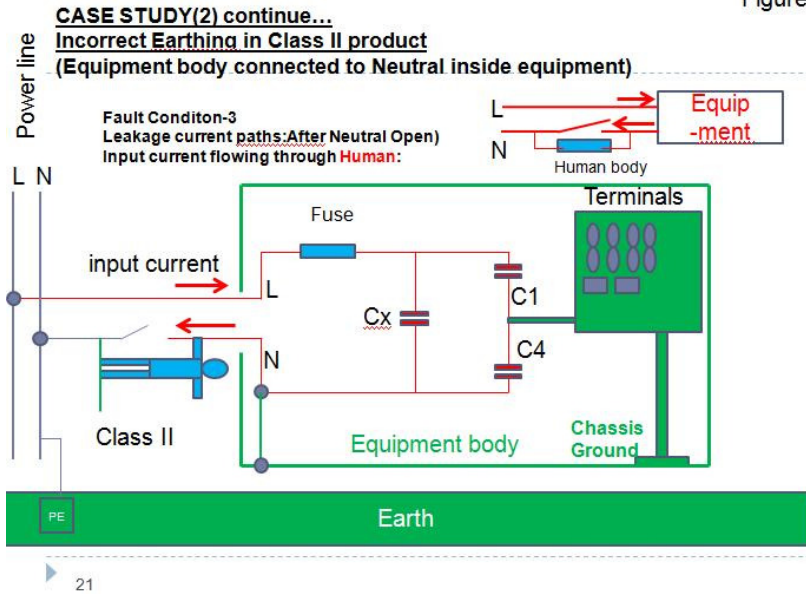 Figure
CASE STUDY(2) continue…
Incorrect Earthing in Class II product
(Equipment body connected to Neutral inside equipment)
Power line
Fault Conditon-3
Leakage current paths:After Neutral Open)
Input current flowing through Human:
L
Equip
-ment
N
Human body
L N
Terminals
Fuse
input current
L
C1
Cx
C4
N
Class II
Chassis
Ground
Equipment body
PE
Earth
21